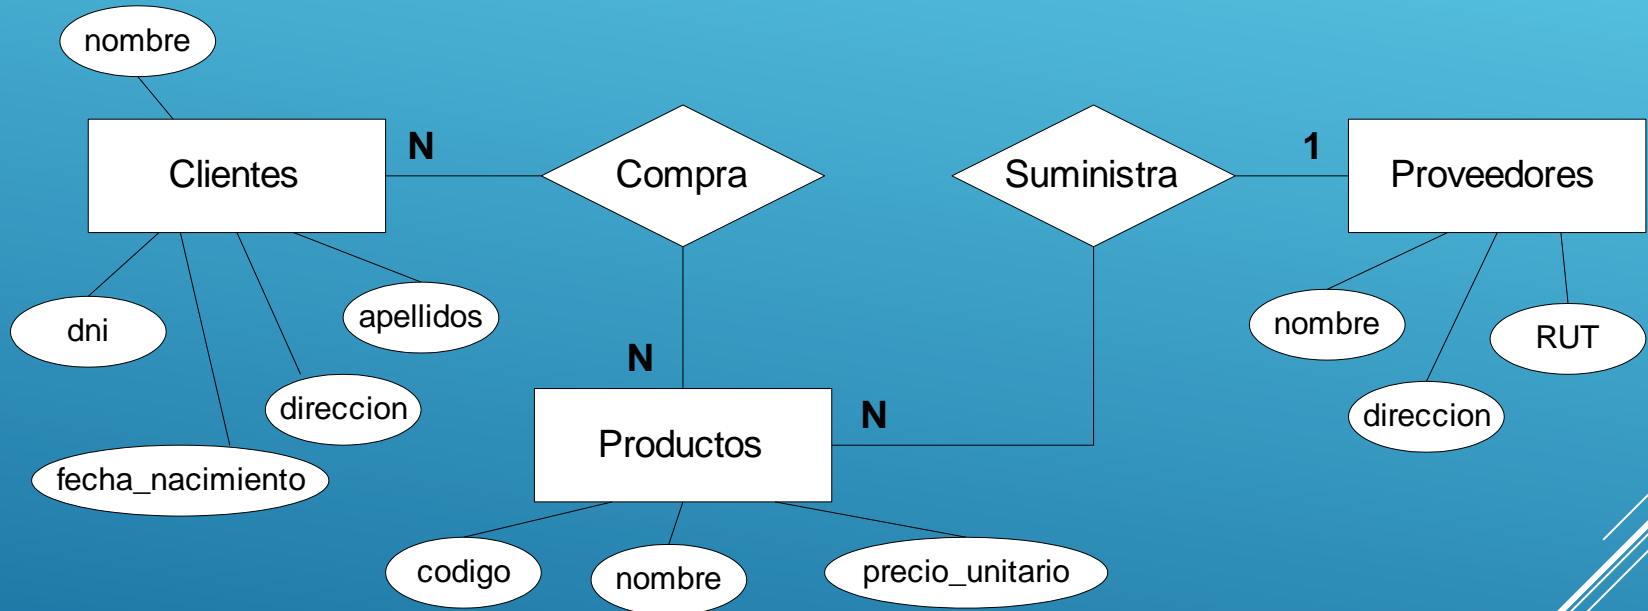 nombre
Clientes
N
Compra
Suministra
1
Proveedores
dni
apellidos
direccion
fecha_nacimiento
N
Productos
N
nombre
RUT
direccion
codigo
nombre
precio_unitario